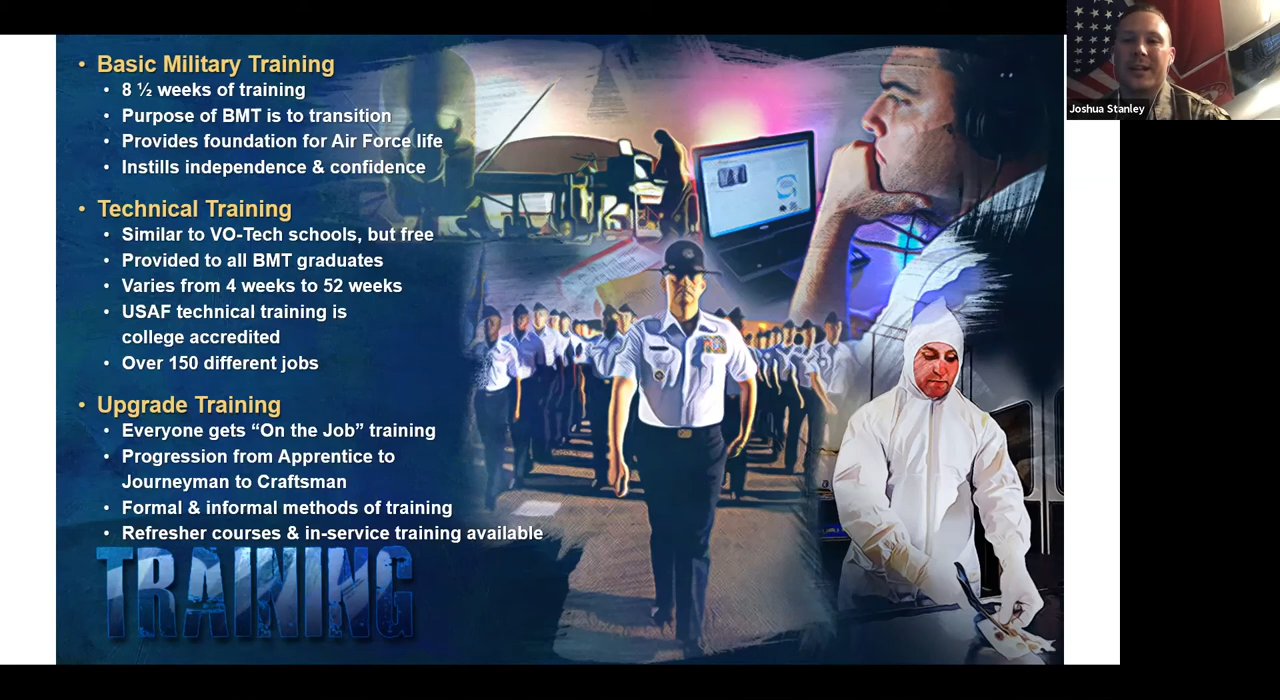 • Basic Military Training
• 8 ½ weeks of training
• Purpose of BMT is to transition
• Provides foundation for Air Force life
• Instills independence & confidence
• Technical Training
• Similar to VO-Tech schools, but free
• Provided to all BMT graduates
• Varies from 4 weeks to 52 weeks
• USAF technical training is
college accredited
• Over 150 different jobs
• Upgrade Training
• Everyone gets “On the Job” training
• Progression from Apprentice to
Journeyman to Craftsman
• Formal & informal methods of training
• Refresher courses & in-service training available
TRAINING
Joshua Stanley